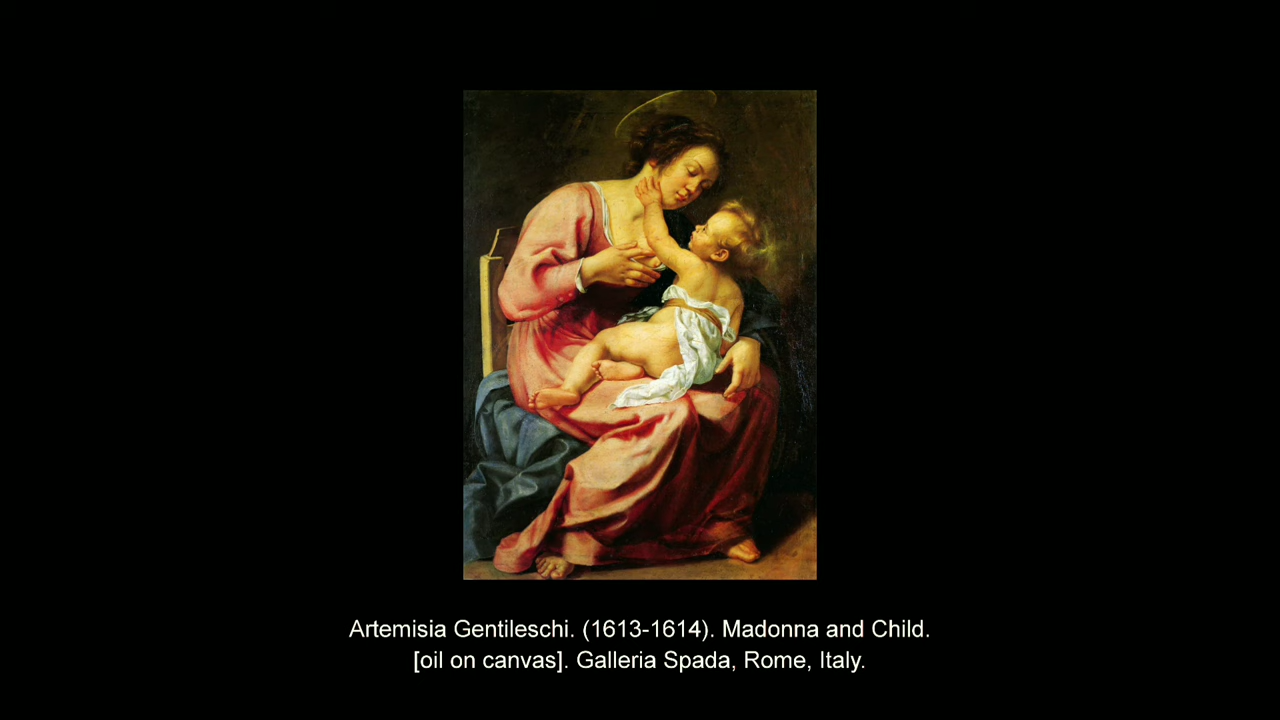 Artemisia Gentileschi. (1613-1614). Madonna and Child.
[oil on canvas]. Galleria Spada, Rome, Italy.